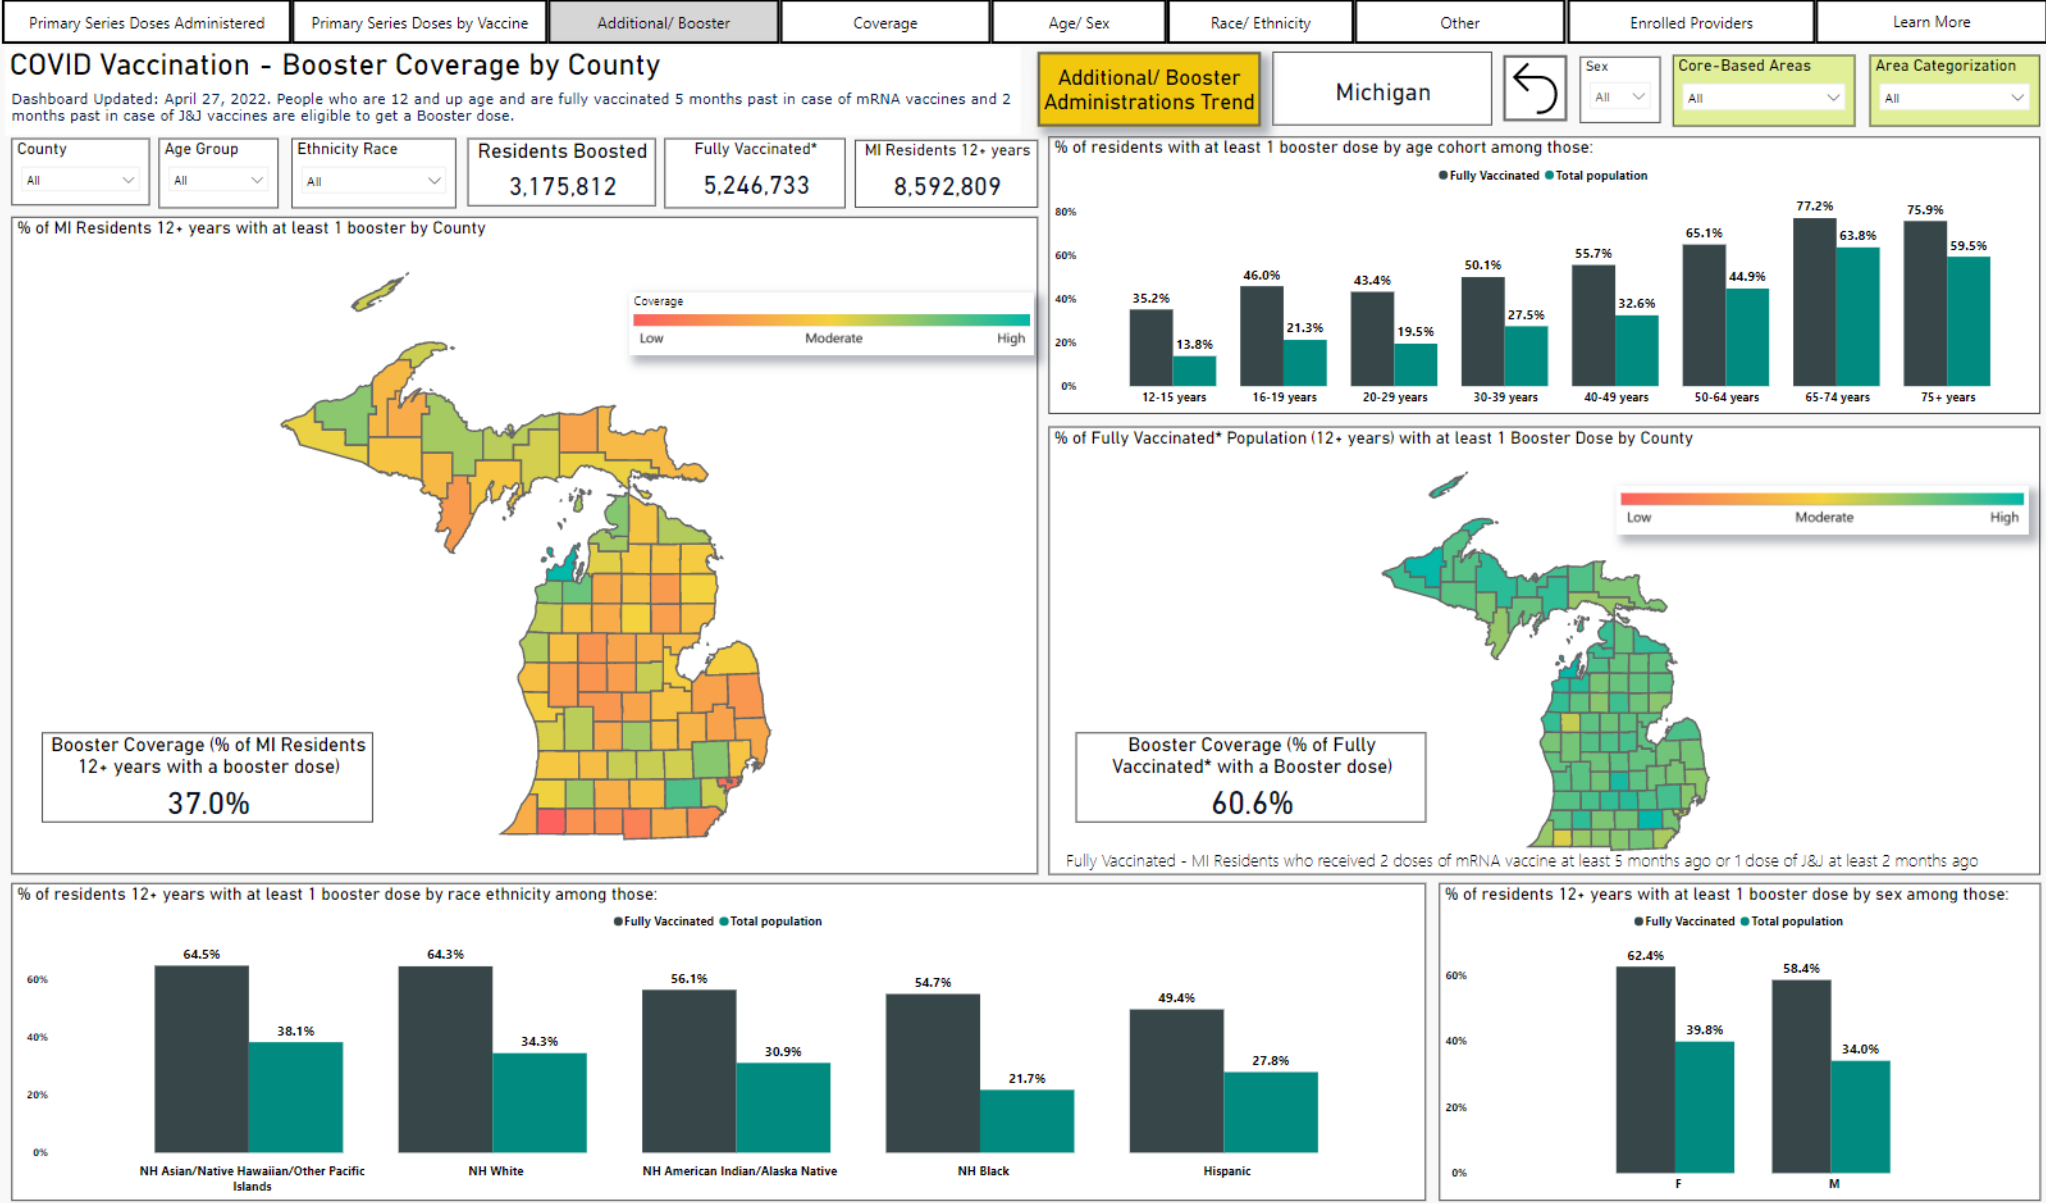 Primary Series Doses Administered
Primary Series Doses by Vaccine
Additional/ Booster
Coverage
Age/ Sex
Race/ Ethnicity
Other
Enrolled Providers
Learn More
COVID Vaccination - Booster Coverage by County
Dashboard Updated: April 27, 2022. People who are 12 and up age and are fully vaccinated 5 months past in case of mRNA vaccines and 2
months past in case of J&J vaccines are eligible to get a Booster dose.
Additional/ Booster
Administrations Trend
Michigan
Sex
All
Core-Based Areas
All
Area Categorization
All
County
All
Age Group
All
Ethnicity Race
All
Residents Boosted
3,175,812
Fully Vaccinated*
5,246,733
MI Residents 12+ years
8,592,809
% of MI Residents 12+ years with at least 1 booster by County
Coverage
Low
Moderate
High
Booster Coverage (% of MI Residents
12+ years with a booster dose)
37.0%
% of residents with at least 1 booster dose by age cohort among those:
Fully Vaccinated
Total population
80%
60%
40%
20%
0%
35.2%
13.8%
46.0%
21.3%
43.4%
19.5%
50.1%
27.5%
55.7%
32.6%
65.1%
44.9%
77.2%
63.8%
75.9%
59.5%
12-15 years
16-19 years
20-29 years
30-39 years
40-49 years
50-64 years
65-74 years
75+ years
% of Fully Vaccinated* Population (12+ years) with at least 1 Booster Dose by County
Low
Moderate
High
Booster Coverage (% of Fully
Vaccinated* with a Booster dose)
60.6%
Fully Vaccinated - MI Residents who received 2 doses of mRNA vaccine at least 5 months ago or 1 dose of J&J at least 2 months ago
% of residents 12+ years with at least 1 booster dose by race ethnicity among those:
Fully Vaccinated
Total population
60%
40%
20%
0%
64.5%
38.1%
64.3%
34.3%
56.1%
30.9%
54.7%
21.7%
49.4%
27.8%
NH Asian/Native Hawaiian/Other Pacific
Islands
NH White
NH American Indian/Alaska Native
NH Black
Hispanic
% of residents 12+ years with at least 1 booster dose by sex among those:
Fully Vaccinated
Total population
60%
40%
20%
0%
62.4%
39.8%
58.4%
34.0%
F
M